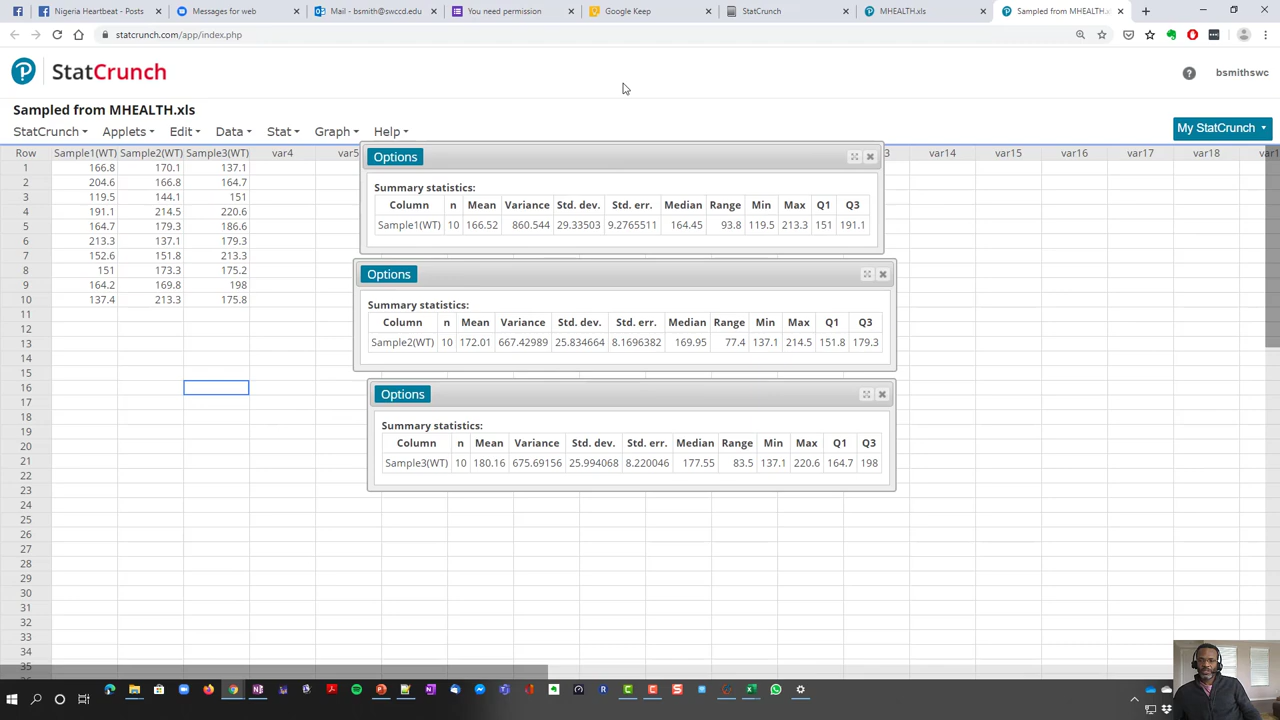 Nigeria Heartbeat - Posts
Messages for web
Mail - bsmith@swccd.edu
You need permission
Google Keep
StatCrunch
MHEALTH.xls
Sampled from MHEALTH.x
statcrunch.com/app/index.php
StatCrunch
bsmithswc
Sampled from MHEALTH.xls
StatCrunch Applets Edit Data Stat Graph Help
My StatCrunch
Row Sample1(WT) Sample2(WT) Sample3(WT) var4 var5 3 var14 var15 var16 var17 var18
1 166.8 170.1 137.1
2 204.6 166.8 164.7
3 119.5 144.1 151
4 191.1 214.5 220.6
5 164.7 179.3 186.6
6 213.3 137.1 179.3
7 152.6 151.8 213.3
8 151 173.3 175.2
9 164.2 169.8 198
10 137.4 213.3 175.8
11
12
13
14
15
16
17
18
19
20
21
22
23
24
25
26
27
28
29
30
31
32
33
34
35
Options
Summary statistics:
Column n Mean Variance Std. dev. Std. err. Median Range Min Max Q1 Q3
Sample1(WT) 10 166.52 860.544 29.33503 9.2765511 164.45 93.8 119.5 213.3 151 191.1
Options
Summary statistics:
Column n Mean Variance Std. dev. Std. err. Median Range Min Max Q1 Q3
Sample2(WT) 10 172.01 667.42989 25.834664 8.1696382 169.95 77.4 137.1 214.5 151.8 179.3
Options
Summary statistics:
Column n Mean Variance Std. dev. Std. err. Median Range Min Max Q1 Q3
Sample3(WT) 10 180.16 675.69156 25.994068 8.220046 177.55 83.5 137.1 220.6 164.7 198